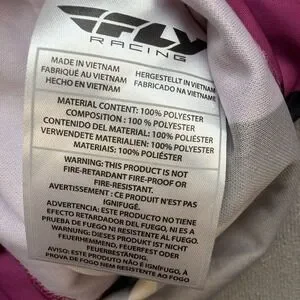 FLY
RACING
MADE IN VIETNAM HERGESTELLT IN VIETNAM
FABRIQUÉ AU VIETNAM FABRICADO NA VIETNAME
HECHO EN VIETNAM
MATERIAL CONTENT: 100% POLYESTER
COMPOSITION : 100 % POLYESTER
CONTENIDO DEL MATERIAL: 100% POLIÉSTER
VERWENDETE MATERIALIEN: 100% POLYESTER
MATERIAIS: 100% POLIÉSTER
WARNING: THIS PRODUCT IS NOT
FIRE-RETARDANT FIRE-PROOF OR
FIRE-RESISTANT.
AVERTISSEMENT : CE PRODUIT N'EST PAS
IGNIFUGÉ.
ADVERTENCIA: ESTE PRODUCTO NO TIENE
EFECTO RETARDADOR DEL FUEGO, NI ES A
PRUEBA DE FUEGO NI RESISTENTE AL FUEGO.
WARNUNG: DIESES PRODUKT IST NICHT
FEUERHEMMEND, FEUERFEST ODER
FEUERBESTÄNDIG.
AVISO: ESTE PRODUTO NÃO É IGNÍFUGO, À
PROVA DE FOGO NEM RESISTENTE AO FOGO